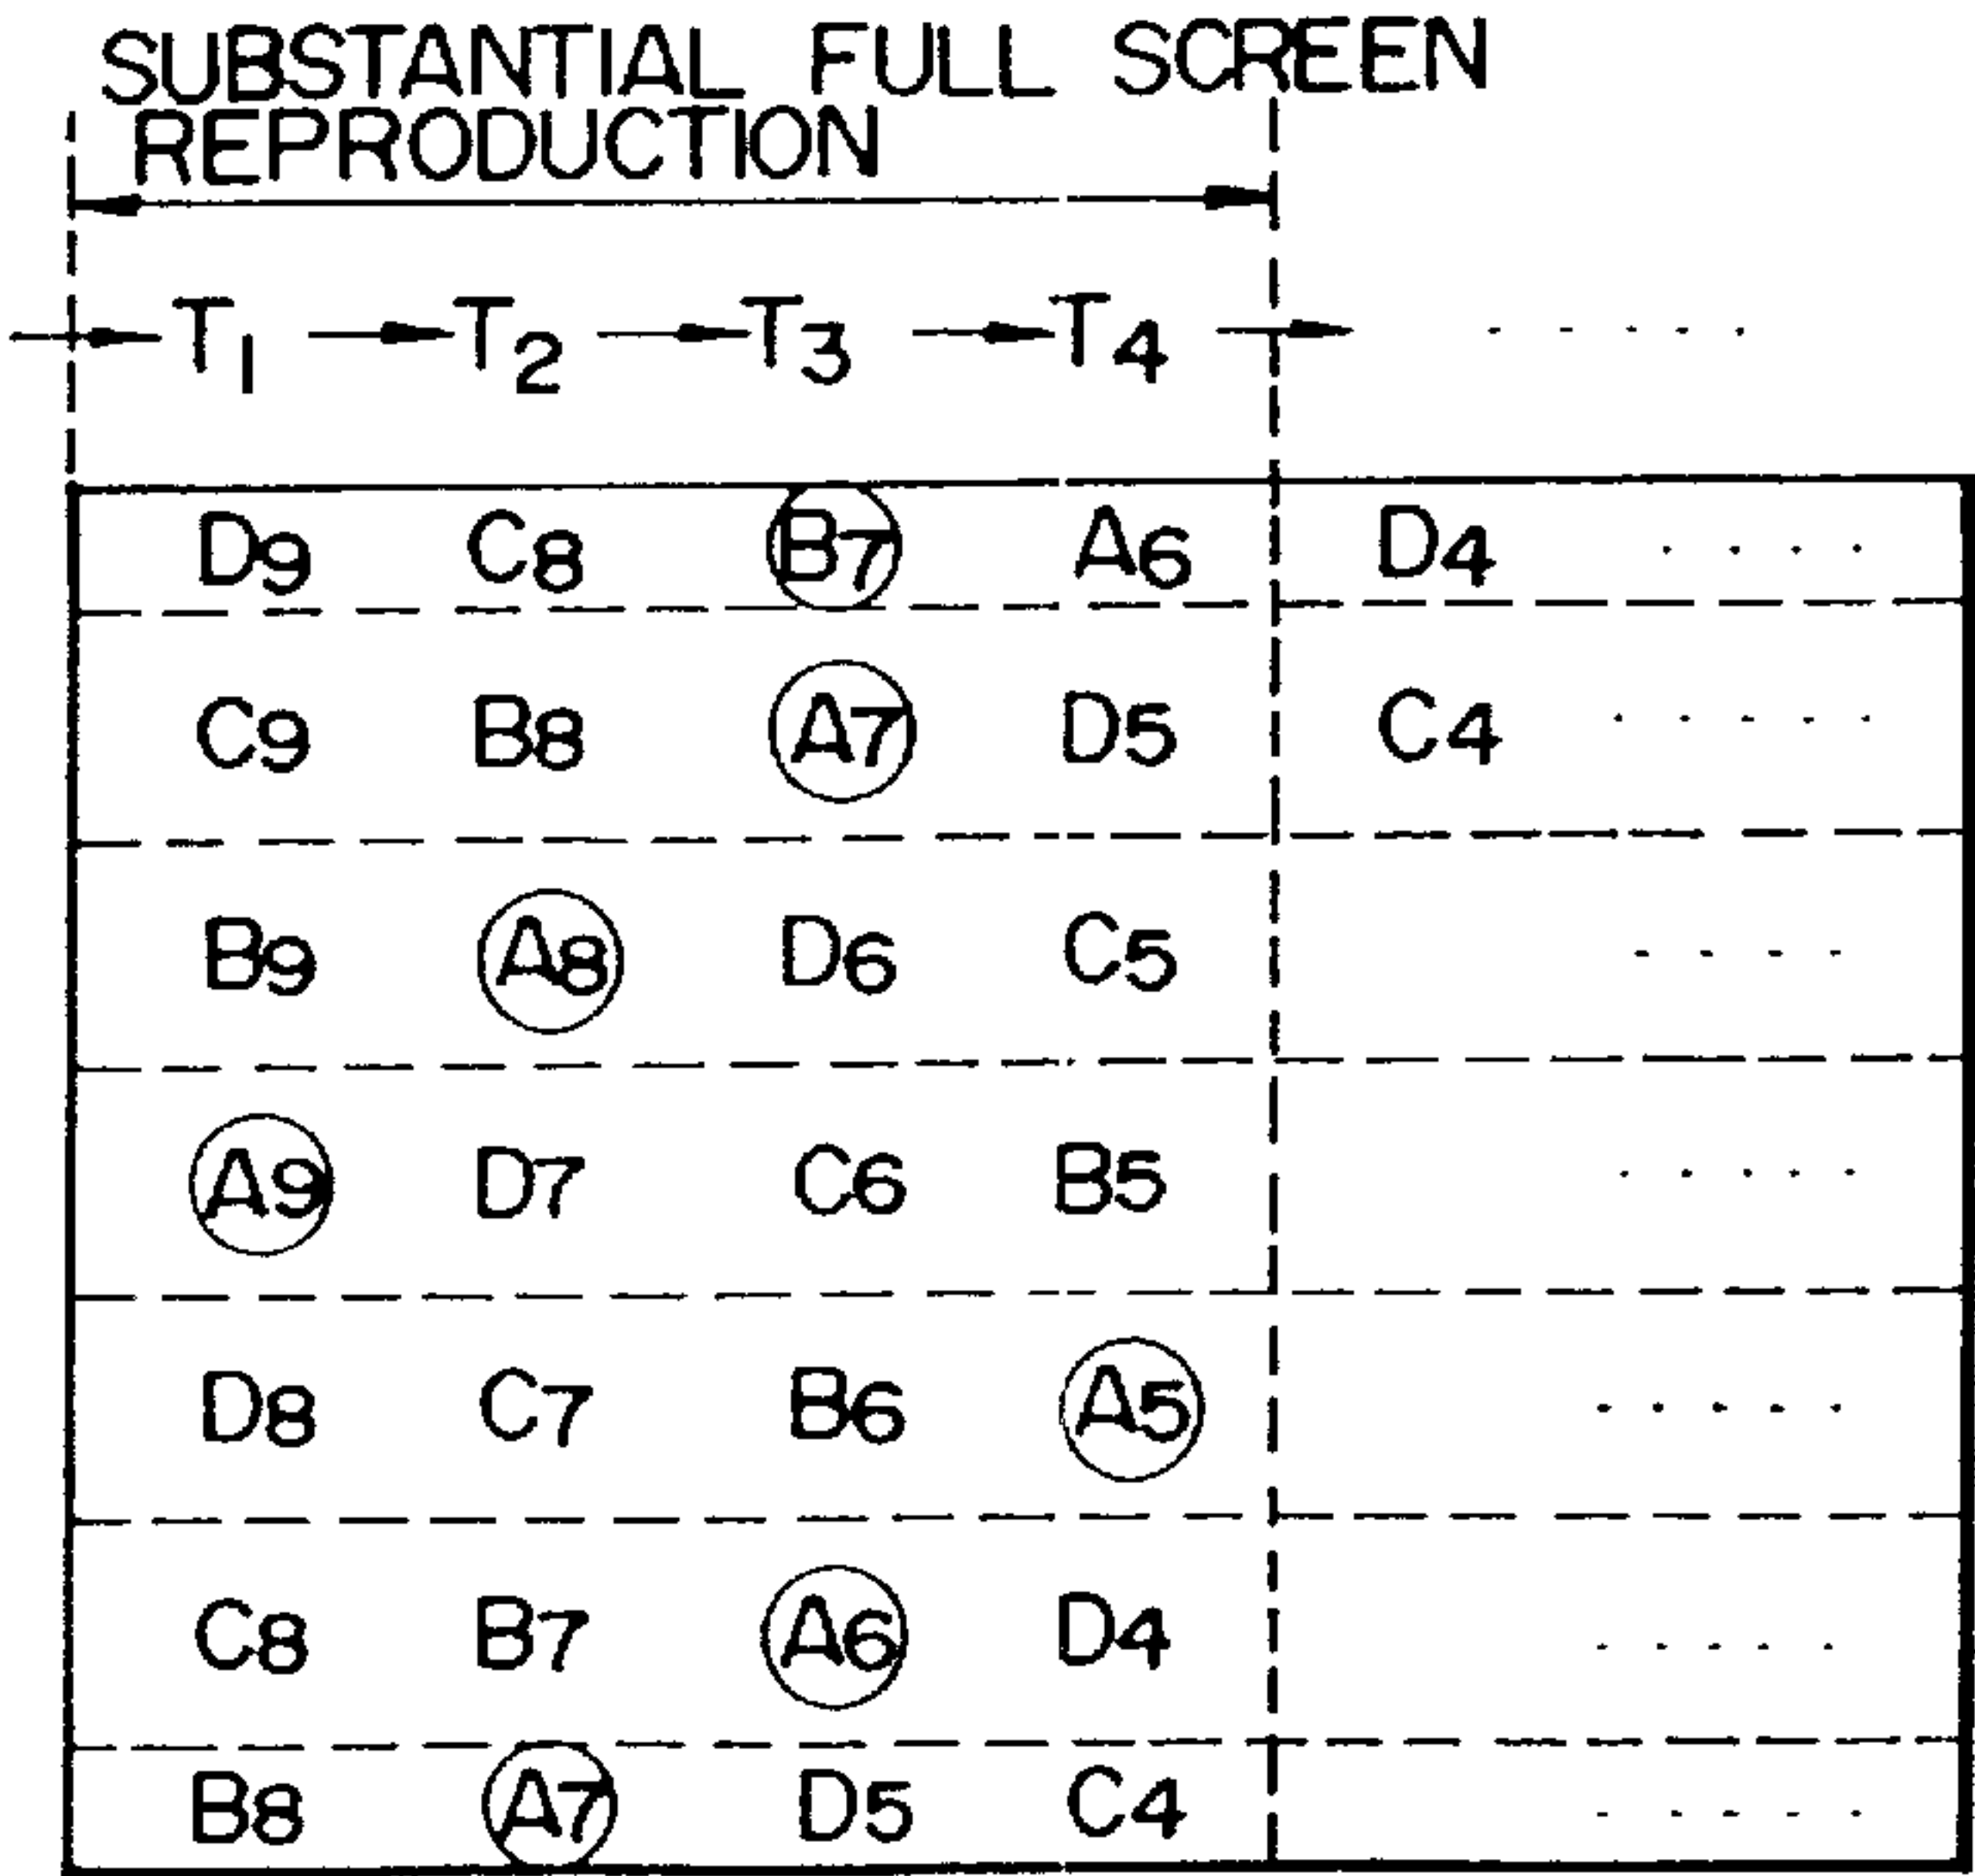 SUBSTANTIAL FULL SCREEN
REPRODUCTION
T1 T2 T3 T4 .....
D9 C8 B7 A6 D4 ....
C9 B8 A7 D5 C4 .....
B9 A8 D6 C5 ....
A9 D7 C6 B5 .....
D8 C7 B6 A5 .....
C8 B7 A6 D4 .....
B8 A7 D5 C4 ....